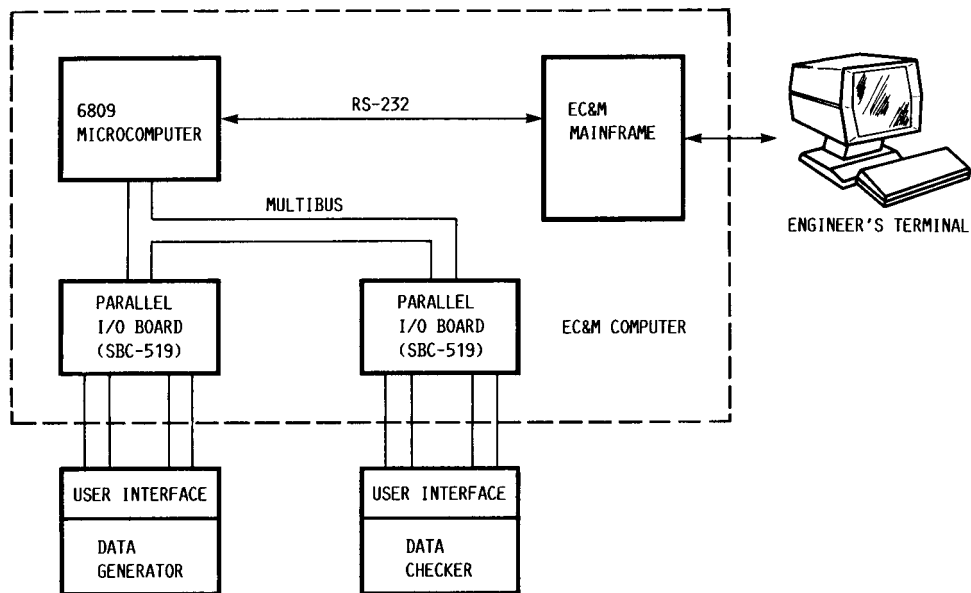 6809
MICROCOMPUTER
RS-232
EC&M
MAINFRAME
ENGINEER'S TERMINAL
MULTIBUS
PARALLEL
I/O BOARD
(SBC-519)
PARALLEL
I/O BOARD
(SBC-519)
EC&M COMPUTER
USER INTERFACE
DATA
GENERATOR
USER INTERFACE
DATA
CHECKER